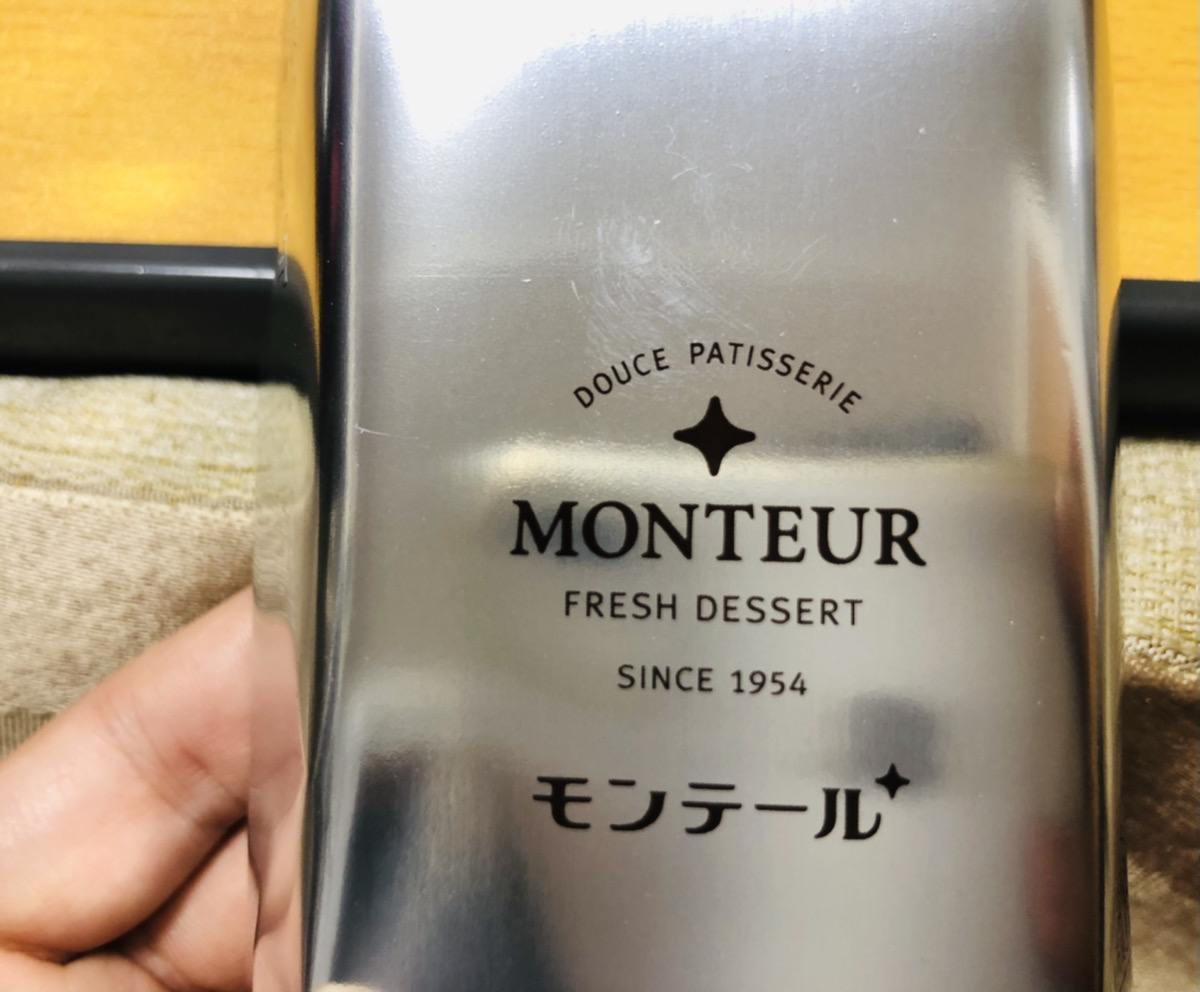 DOUCE PATISSERIE
MONTEUR
FRESH DESSERT
SINCE 1954
モンテール